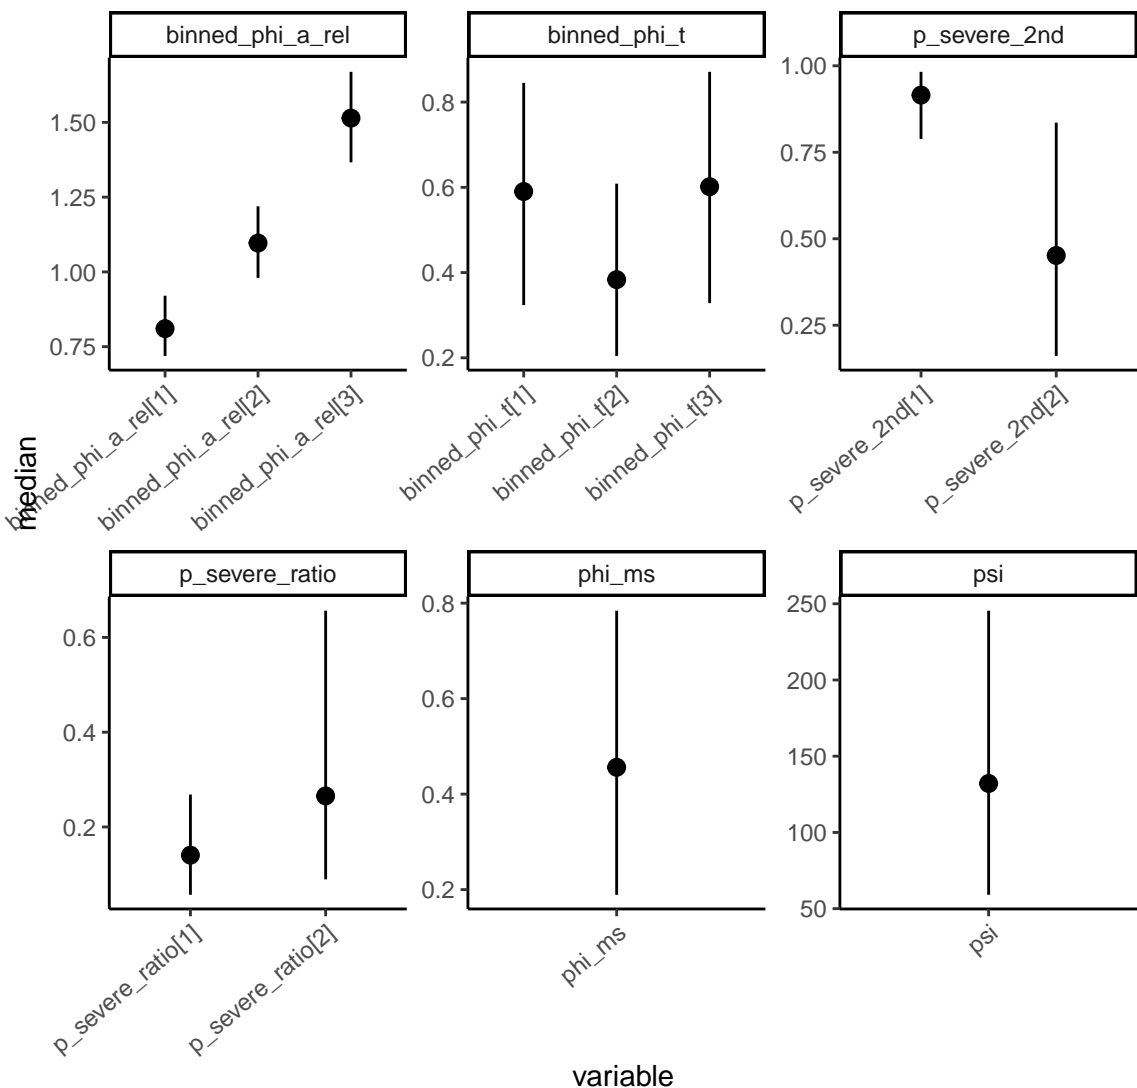 binned_phi_a_rel
binned_phi_t
p_severe_2nd
1.50
1.25
1.00
0.75
0.8
0.6
0.4
0.2
1.00
0.75
0.50
0.25
binned_phi_a_rel[1]
binned_phi_a_rel[2]
binned_phi_a_rel[3]
binned_phi_t[1]
binned_phi_t[2]
binned_phi_t[3]
p_severe_2nd[1]
p_severe_2nd[2]
median
p_severe_ratio
phi_ms
psi
0.6
0.4
0.2
0.8
0.6
0.4
0.2
250
200
150
100
50
p_severe_ratio[1]
p_severe_ratio[2]
phi_ms
psi
variable